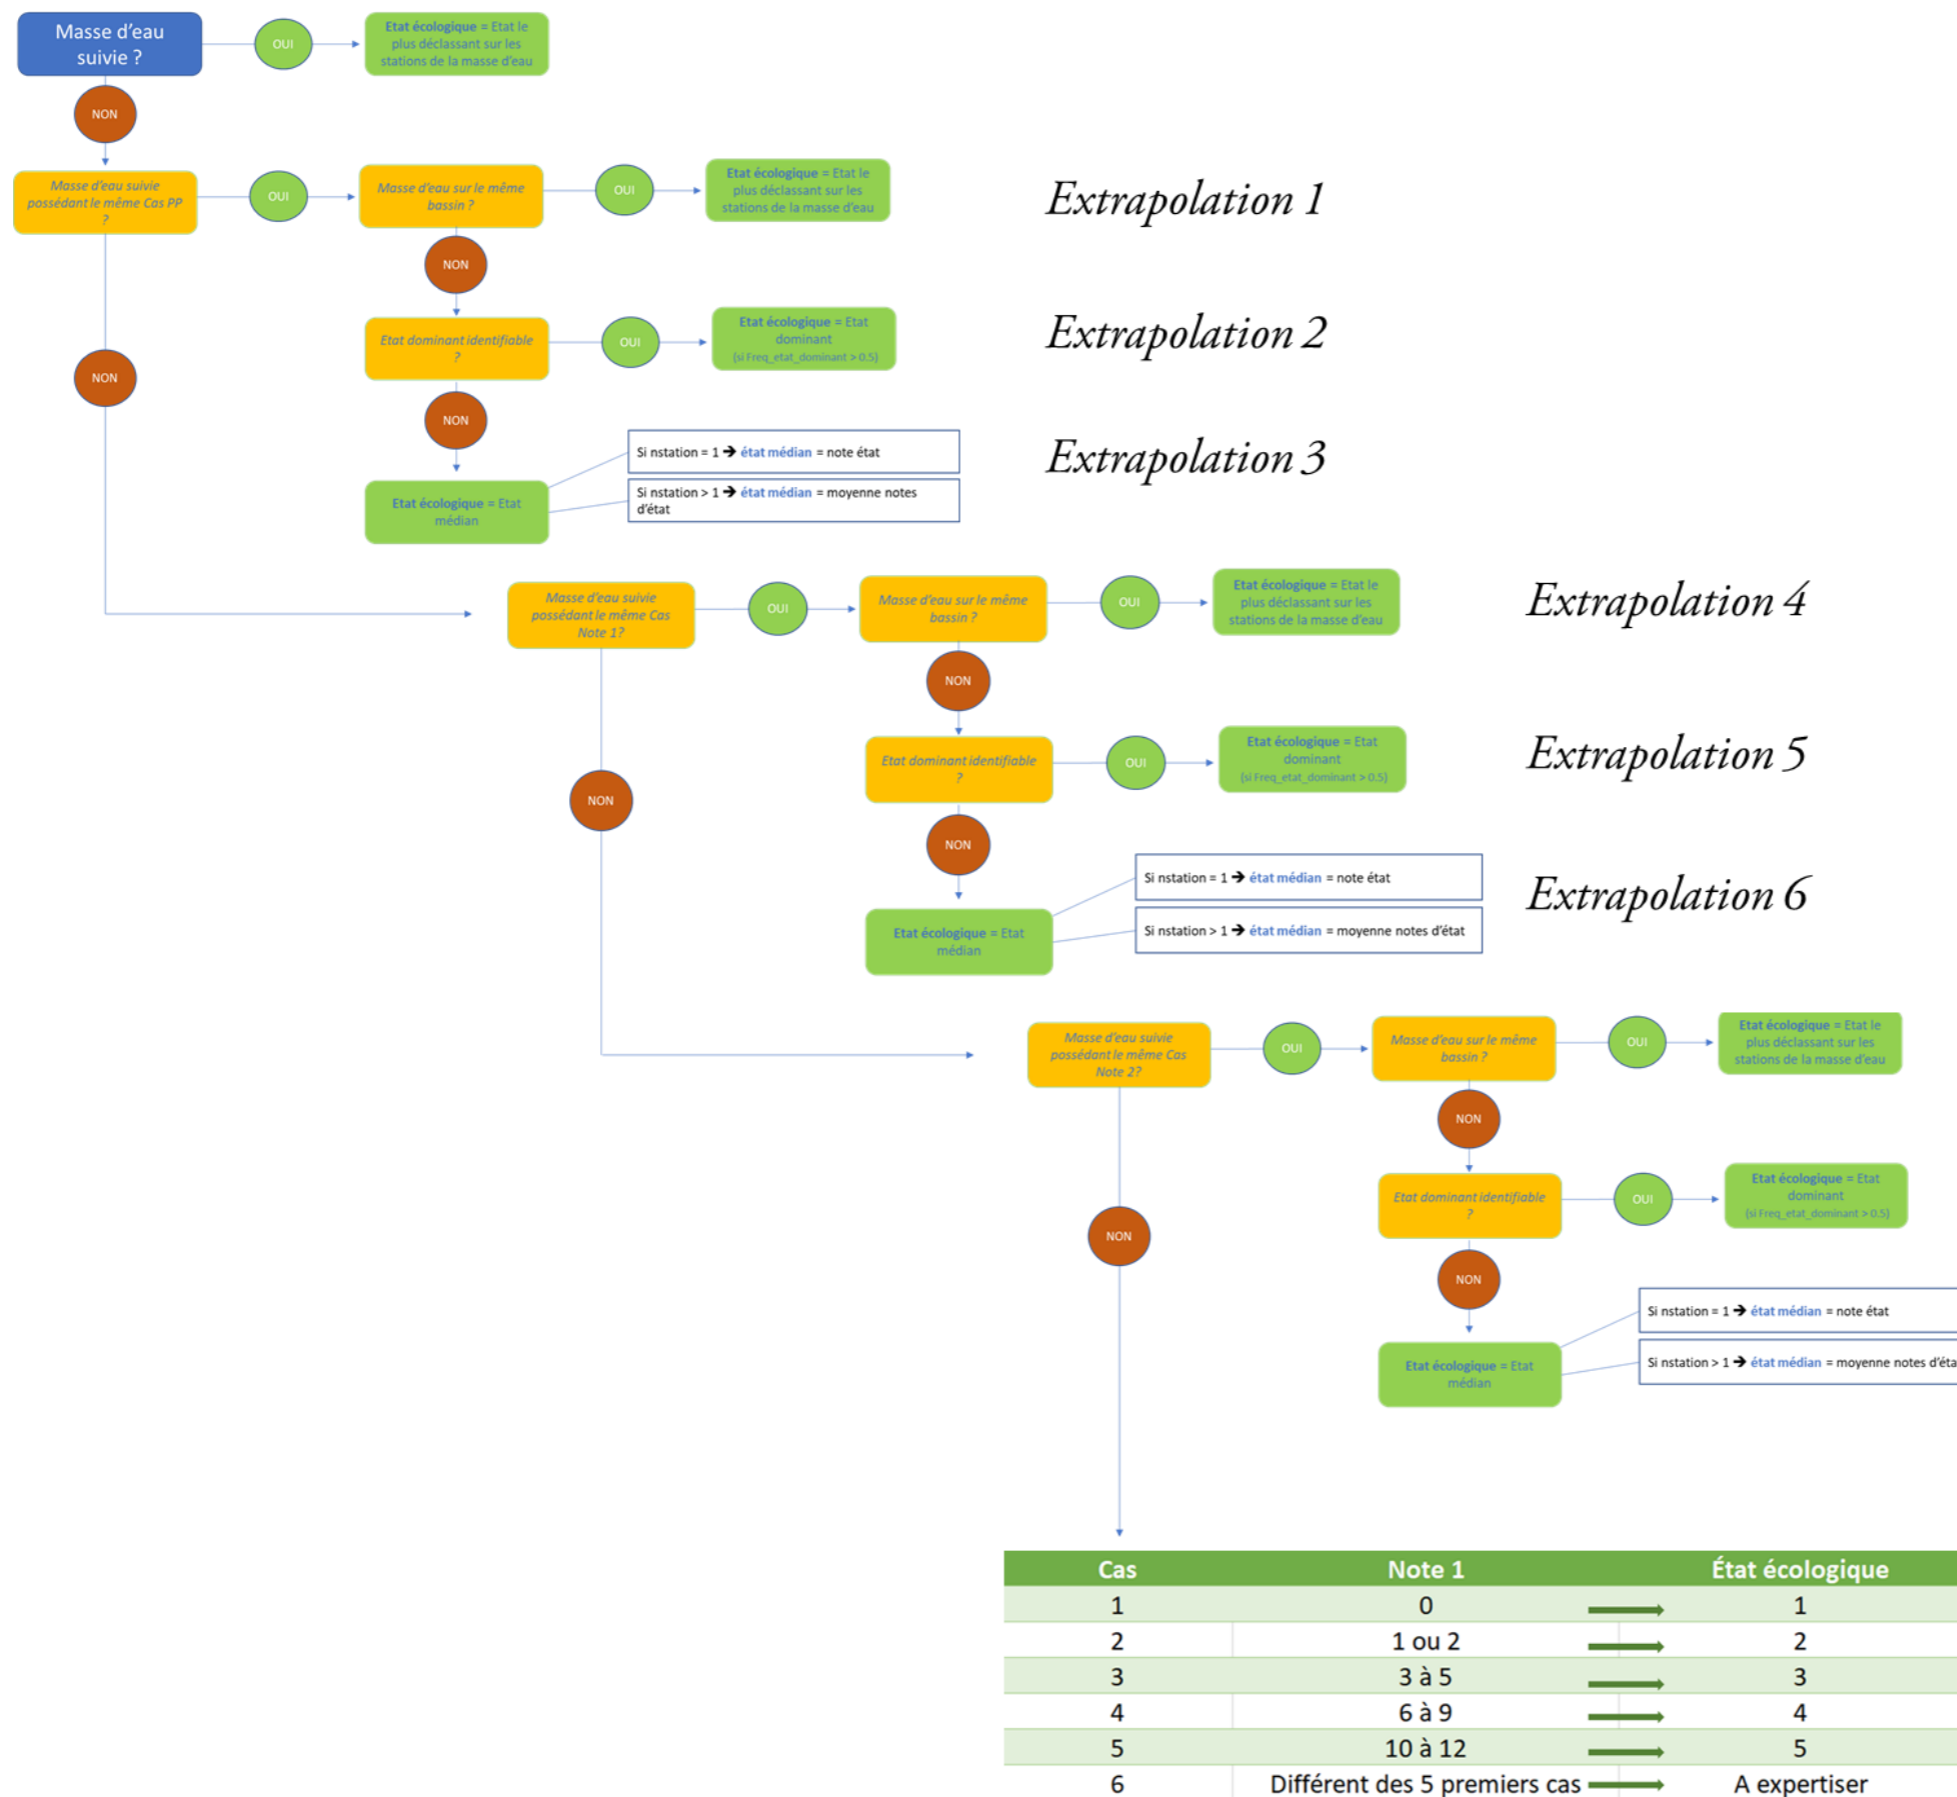 Masse d'eau
suivie ?
OUI
Etat écologique = Etat le
plus déclassant sur les
stations de la masse d'eau
NON
Masse d'eau suivie
possédant le même Cas PP
?
OUI
Masse d'eau sur le même
bassin ?
OUI
Etat écologique = Etat le
plus déclassant sur les
stations de la masse d'eau
Extrapolation 1
NON
Etat dominant identifiable
?
OUI
Etat écologique = Etat
dominant
(si Freq_etat_dominant > 0.5)
Extrapolation 2
NON
NON
Si nstation = 1 ➔ état médian = note état
Si nstation > 1 ➔ état médian = moyenne notes
d'état
Extrapolation 3
Etat écologique = Etat
médian
Masse d'eau suivie
possédant le même Cas
Note 1?
OUI
Masse d'eau sur le même
bassin ?
OUI
Etat écologique = Etat le
plus déclassant sur les
stations de la masse d'eau
Extrapolation 4
NON
Etat dominant identifiable
?
OUI
Etat écologique = Etat
dominant
(si Freq_etat_dominant > 0.5)
Extrapolation 5
NON
NON
Si nstation = 1 ➔ état médian = note état
Si nstation > 1 ➔ état médian = moyenne notes d'état
Extrapolation 6
Etat écologique = Etat
médian
Masse d'eau suivie
possédant le même Cas
Note 2?
OUI
Masse d'eau sur le même
bassin ?
OUI
Etat écologique = Etat le
plus déclassant sur les
stations de la masse d'eau
NON
Etat dominant identifiable
?
OUI
Etat écologique = Etat
dominant
(si Freq_etat_dominant > 0.5)
NON
NON
Si nstation = 1 ➔ état médian = note état
Si nstation > 1 ➔ état médian = moyenne notes d'éta
Etat écologique = Etat
médian
Cas Note 1 État écologique
1 0 1
2 1 ou 2 2
3 3 à 5 3
4 6 à 9 4
5 10 à 12 5
6 Différent des 5 premiers cas A expertiser